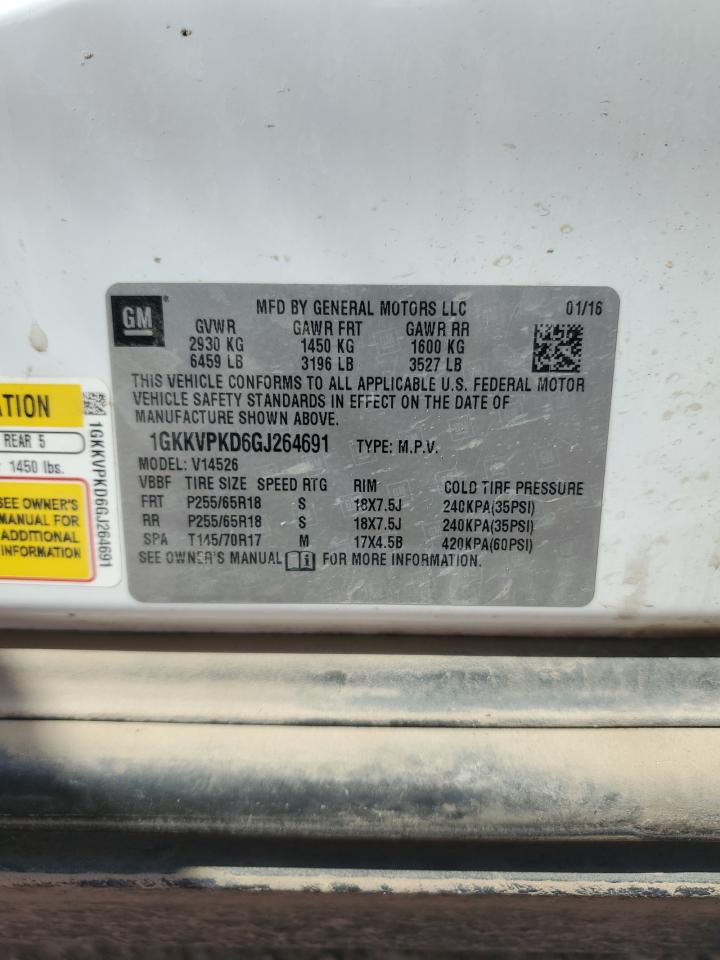 GM ® MFD BY GENERAL MOTORS LLC 01/16
GVWR GAWR FRT GAWR RR
2930 KG 1450 KG 1600 KG
6459 LB 3196 LB 3527 LB
THIS VEHICLE CONFORMS TO ALL APPLICABLE U.S. FEDERAL MOTOR
VEHICLE SAFETY STANDARDS IN EFFECT ON THE DATE OF
MANUFACTURE SHOWN ABOVE.
1GKKVPKD6GJ264691 TYPE: M.P.V.
MODEL: V14526
VBBF TIRE SIZE SPEED RTG RIM COLD TIRE PRESSURE
FRT P255/65R18 S 18X7.5J 240KPA(35PSI)
RR P255/65R18 S 18X7.5J 240KPA(35PSI)
SPA T145/70R17 M 17X4.5B 420KPA(60PSI)
SEE OWNER'S MANUAL FOR MORE INFORMATION.
ATION
REAR 5
1450 lbs.
SEE OWNER'S
MANUAL FOR
ADDITIONAL
INFORMATION
1GKKVPKD6GJ264691